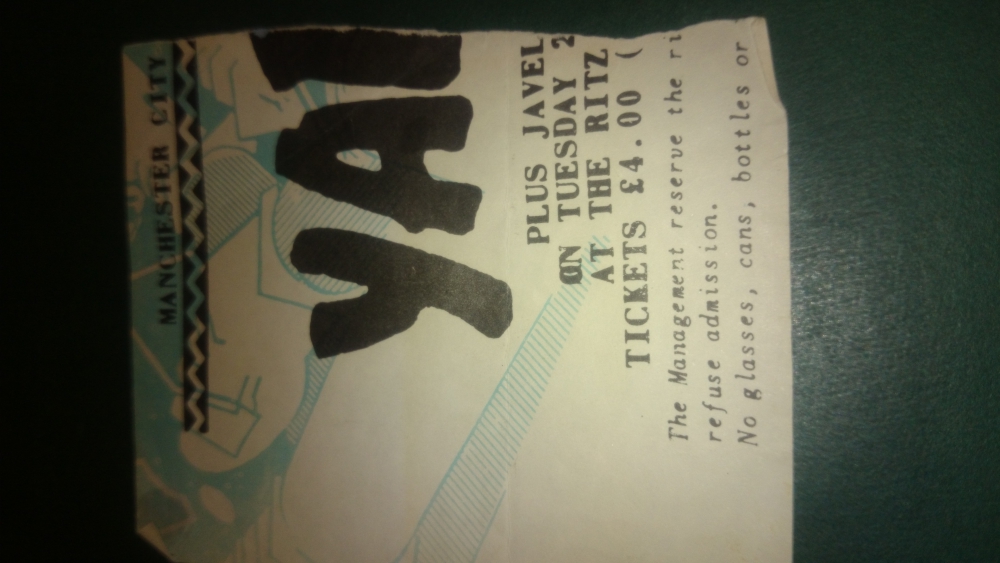 MANCHESTER CITY
YA
PLUS JAVEL
ON TUESDAY 2
AT THE RITZ
TICKETS £4.00 (
The Management reserve the ri
refuse admission.
No glasses, cans, bottles or